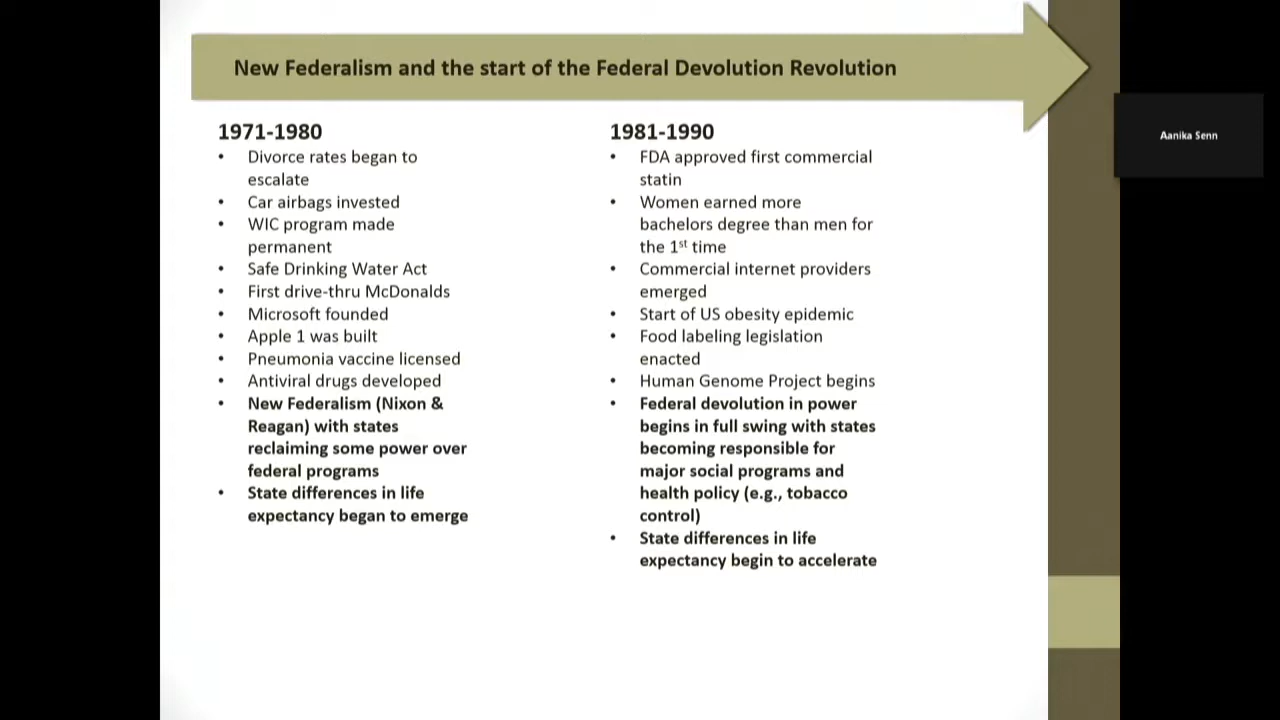 New Federalism and the start of the Federal Devolution Revolution
1971-1980
• Divorce rates began to
escalate
• Car airbags invested
• WIC program made
permanent
• Safe Drinking Water Act
• First drive-thru McDonalds
• Microsoft founded
• Apple 1 was built
• Pneumonia vaccine licensed
• Antiviral drugs developed
• New Federalism (Nixon &
Reagan) with states
reclaiming some power over
federal programs
• State differences in life
expectancy began to emerge
1981-1990
• FDA approved first commercial
statin
• Women earned more
bachelors degree than men for
the 1st time
• Commercial internet providers
emerged
• Start of US obesity epidemic
• Food labeling legislation
enacted
• Human Genome Project begins
• Federal devolution in power
begins in full swing with states
becoming responsible for
major social programs and
health policy (e.g., tobacco
control)
• State differences in life
expectancy begin to accelerate
Aanika Senn